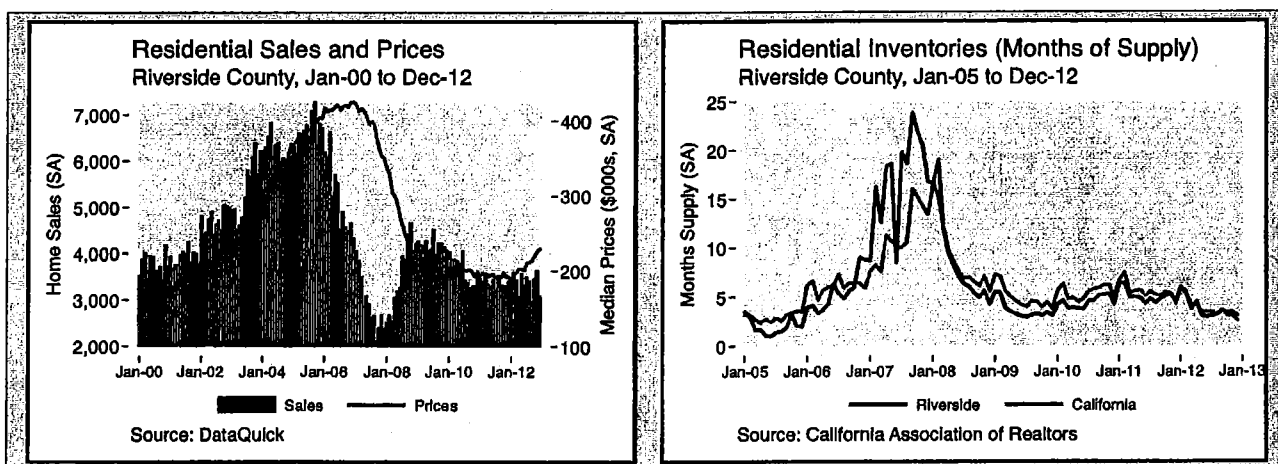 Residential Sales and Prices
Riverside County, Jan-00 to Dec-12
Home Sales (SA)
7,000-
6,000-
5,000-
4,000-
3,000-
2,000-
Median Prices ($000s, SA)
-400
-300
-200
-100
Jan-00 Jan-02 Jan-04 Jan-06 Jan-08 Jan-10 Jan-12
Sales Prices
Source: DataQuick
Residential Inventories (Months of Supply)
Riverside County, Jan-05 to Dec-12
Months Supply (SA)
25-
20-
15-
10-
5-
0-
Jan-05 Jan-06 Jan-07 Jan-08 Jan-09 Jan-10 Jan-11 Jan-12 Jan-13
Riverside California
Source: California Association of Realtors